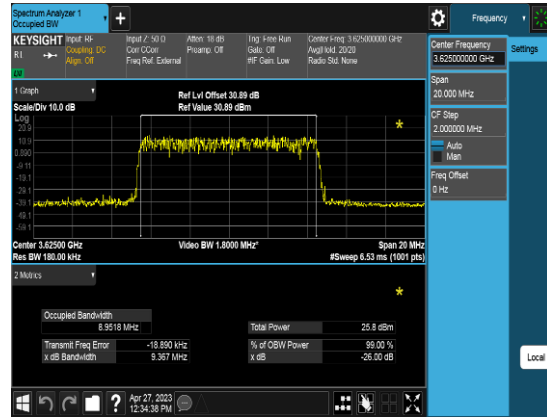 Spectrum Analyzer 1
Occupied BW
+
Frequency
KEYSIGHT
R1
LM
Input: RF
Coupling: DC
Align: Off
Input Z: 50 Ω
Corr CCorr
Freq Ref: External
Atten: 18 dB
Preamp: Off
Trig: Free Run
Gate: Off
#IF Gain: Low
Center Freq: 3.625000000 GHz
Avg|Hold: 20/20
Radio Std: None
Center Frequency
3.625000000 GHz
Settings
Span
20.000 MHz
CF Step
2.000000 MHz
Auto
Man
Freq Offset
0 Hz
Local
1 Graph
Scale/Div 10.0 dB
Ref Lvl Offset 30.89 dB
Ref Value 30.89 dBm
Log
20.9
10.9
0.890
-9.11
-19.1
-29.1
-39.1
-49.1
-59.1
Center 3.62500 GHz
Res BW 180.00 kHz
Video BW 1.8000 MHz*
Span 20 MHz
#Sweep 6.53 ms (1001 pts)
2 Metrics
Occupied Bandwidth
8.9518 MHz
Total Power
25.8 dBm
Transmit Freq Error
-18.890 kHz
% of OBW Power
99.00 %
x dB Bandwidth
9.367 MHz
x dB
-26.00 dB
?
Apr 27, 2023
12:34:38 PM